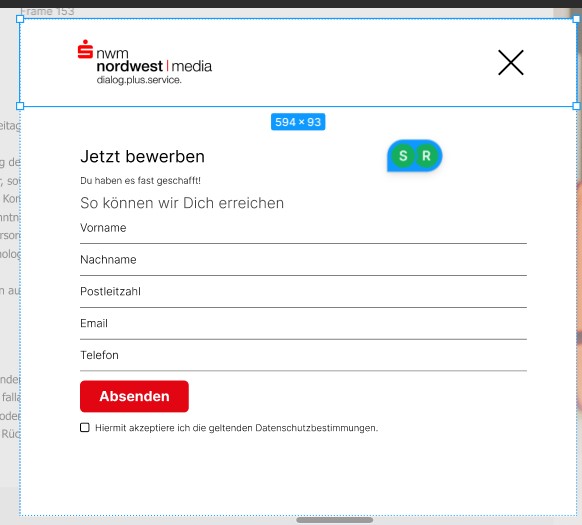 Frame 153
nwm
nordwest|media
dialog.plus.service.
594 × 93
Jetzt bewerben
S R
Du haben es fast geschafft!
So können wir Dich erreichen
Vorname
Nachname
Postleitzahl
Email
Telefon
Absenden
Hiermit akzeptiere ich die geltenden Datenschutzbestimmungen.